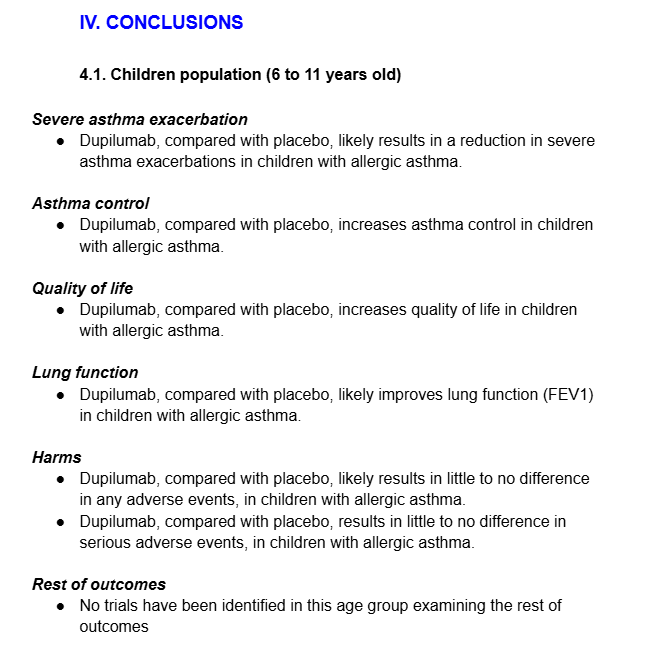 IV. CONCLUSIONS
4.1. Children population (6 to 11 years old)
Severe asthma exacerbation
● Dupilumab, compared with placebo, likely results in a reduction in severe
asthma exacerbations in children with allergic asthma.
Asthma control
● Dupilumab, compared with placebo, increases asthma control in children
with allergic asthma.
Quality of life
● Dupilumab, compared with placebo, increases quality of life in children
with allergic asthma.
Lung function
● Dupilumab, compared with placebo, likely improves lung function (FEV1)
in children with allergic asthma.
Harms
● Dupilumab, compared with placebo, likely results in little to no difference
in any adverse events, in children with allergic asthma.
● Dupilumab, compared with placebo, results in little to no difference in
serious adverse events, in children with allergic asthma.
Rest of outcomes
● No trials have been identified in this age group examining the rest of
outcomes